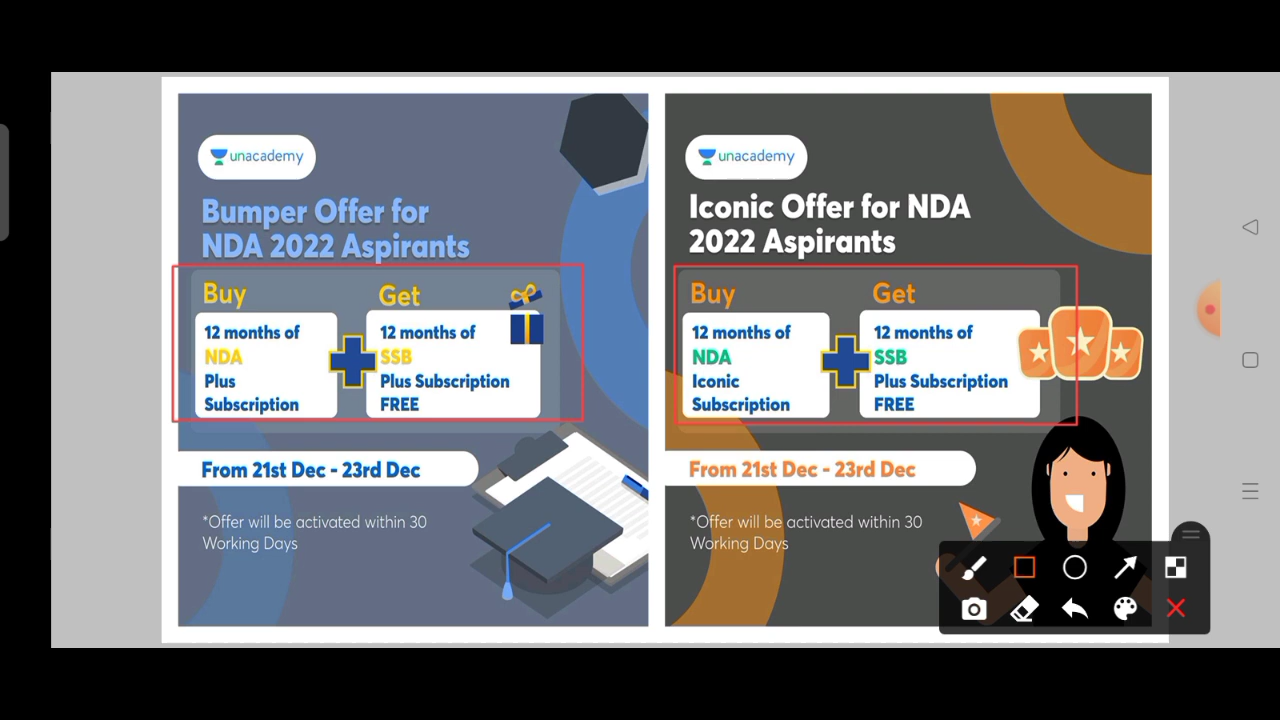 unacademy
Bumper Offer for
NDA 2022 Aspirants
Buy
12 months of
NDA
Plus
Subscription
Get
12 months of
SSB
Plus Subscription
FREE
From 21st Dec - 23rd Dec
*Offer will be activated within 30
Working Days
unacademy
Iconic Offer for NDA
2022 Aspirants
Buy
12 months of
NDA
Iconic
Subscription
Get
12 months of
SSB
Plus Subscription
FREE
From 21st Dec - 23rd Dec
*Offer will be activated within 30
Working Days